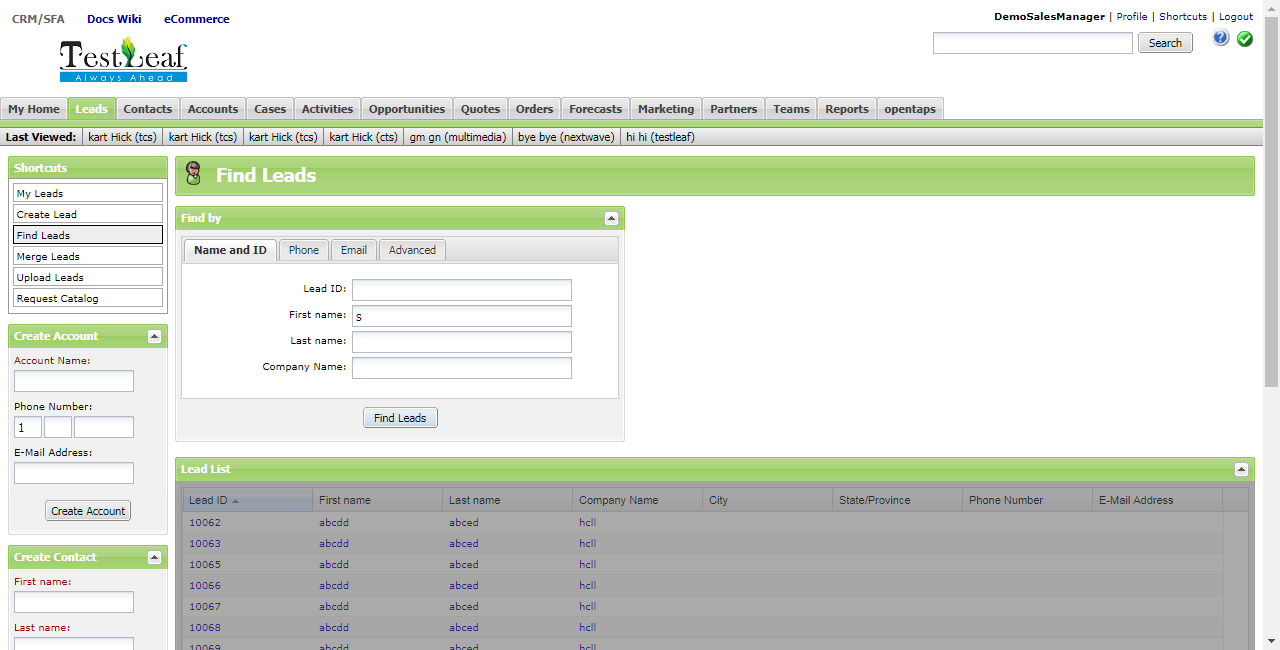 CRM/SFA Docs Wiki eCommerce
DemoSalesManager | Profile | Shortcuts | Logout
TestLeaf
Always Ahead
Search
My Home Leads Contacts Accounts Cases Activities Opportunities Quotes Orders Forecasts Marketing Partners Teams Reports opentaps
Last Viewed: kart Hick (tcs) kart Hick (tcs) kart Hick (tcs) kart Hick (cts) gm gn (multimedia) bye bye (nextwave) hi hi (testleaf)
Shortcuts
My Leads
Create Lead
Find Leads
Merge Leads
Upload Leads
Request Catalog
Create Account
Account Name:
Phone Number:
1
E-Mail Address:
Create Account
Create Contact
First name:
Last name:
Find Leads
Find by
Name and ID Phone Email Advanced
Lead ID:
First name: s
Last name:
Company Name:
Find Leads
Lead List
Lead ID First name Last name Company Name City State/Province Phone Number E-Mail Address
10062 abcdd abced hcll
10063 abcdd abced hcll
10065 abcdd abced hcll
10066 abcdd abced hcll
10067 abcdd abced hcll
10068 abcdd abced hcll
10069 abcdd abced hcll